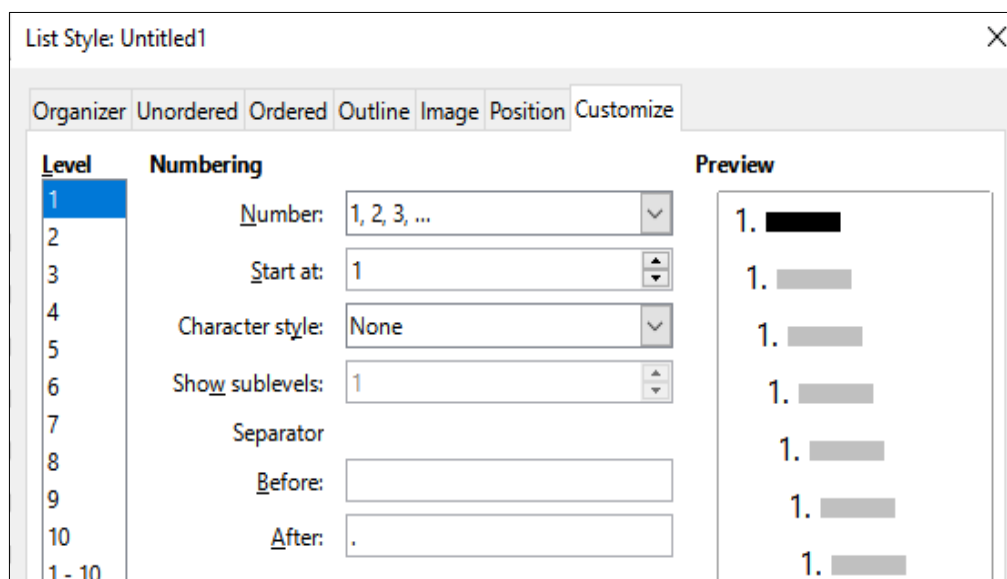 List Style: Untitled1
Organizer Unordered Ordered Outline Image Position Customize
Level Numbering Preview
1 Number: 1, 2, 3, ... 1.
2 Start at: 1 1.
3
4 Character style: None 1.
5
6 Show sublevels: 1 1.
7 Separator 1.
8
9 Before: 1.
10 After: .
1 - 10 1.